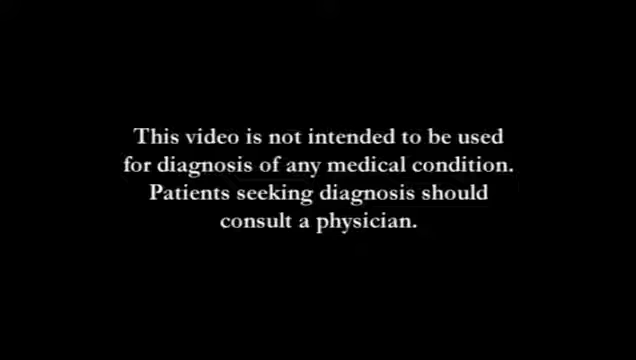 This video is not intended to be used
for diagnosis of any medical condition.
Patients seeking diagnosis should
consult a physician.